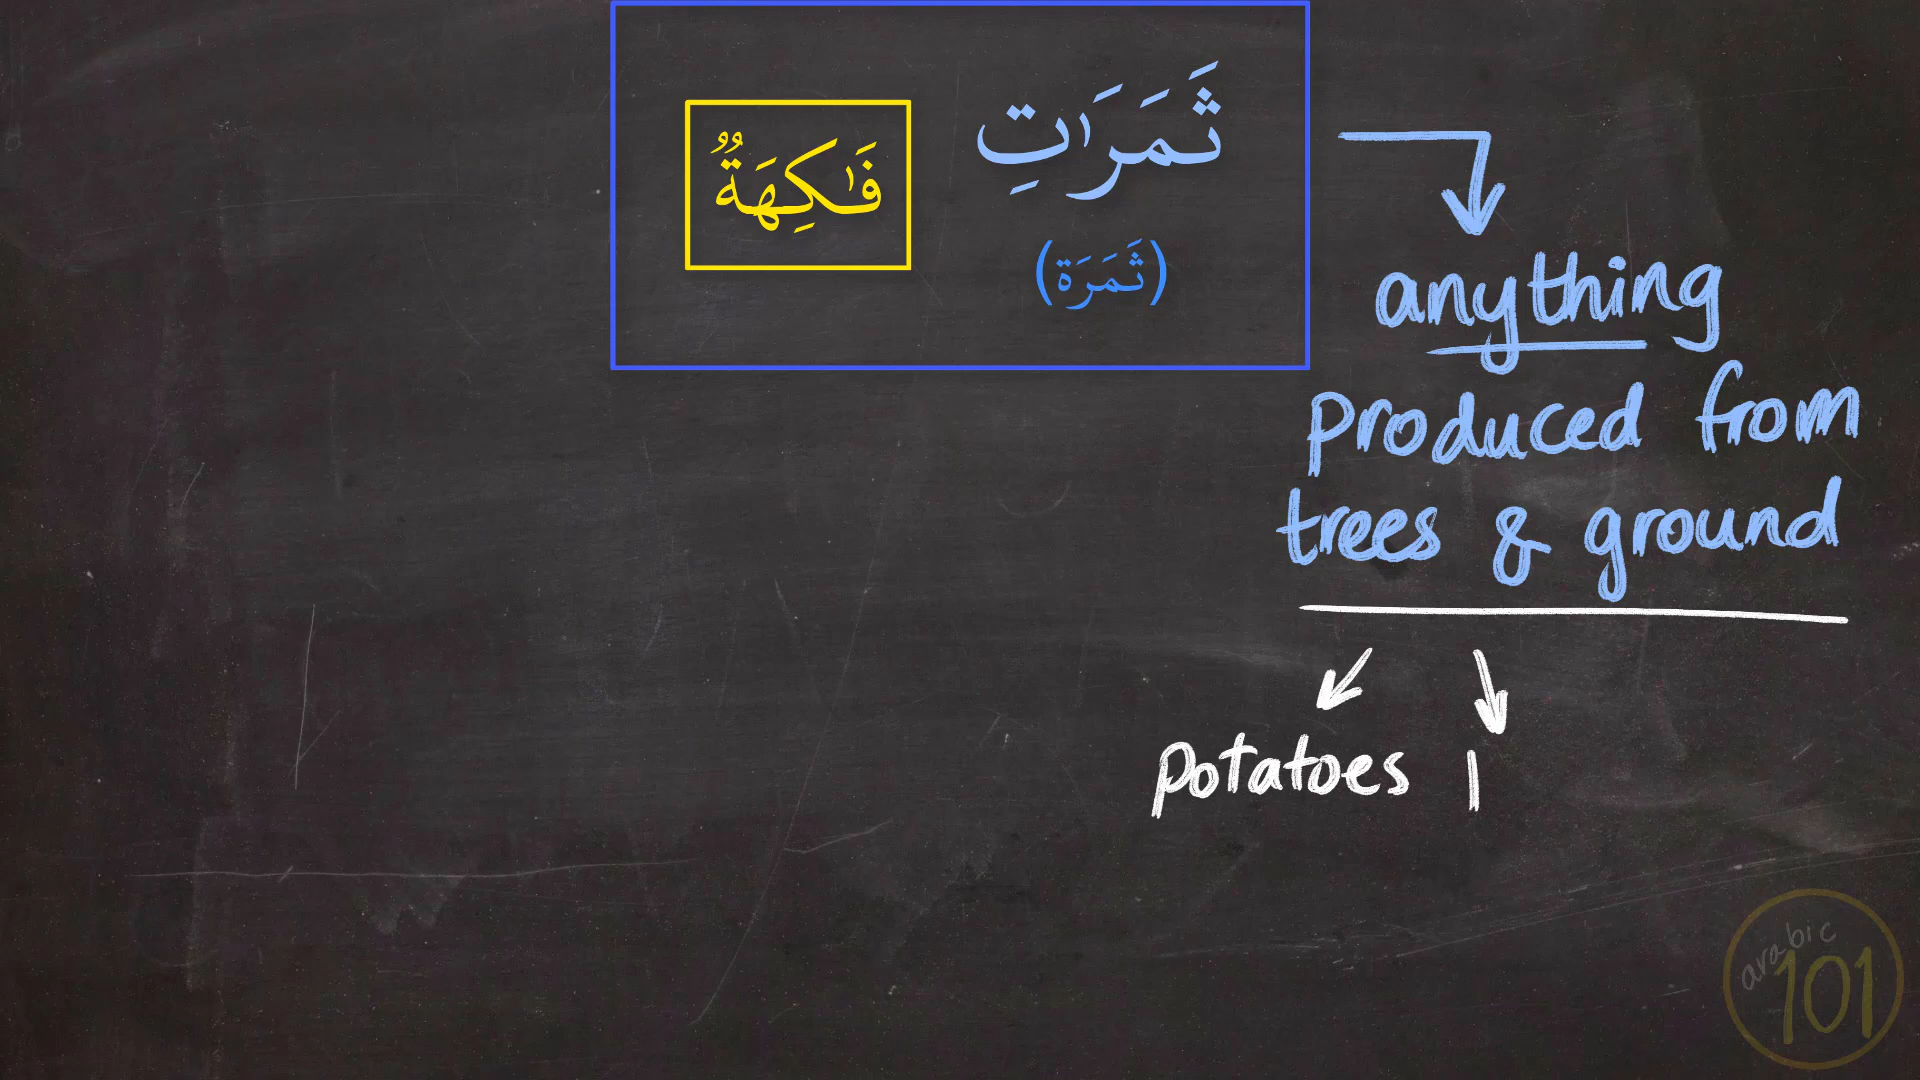 ثَمَرَٰتِ
فَـٰكِهَةٌ
(ثَمَرَة)
anything
produced from
trees & ground
potatoes
arabic
101